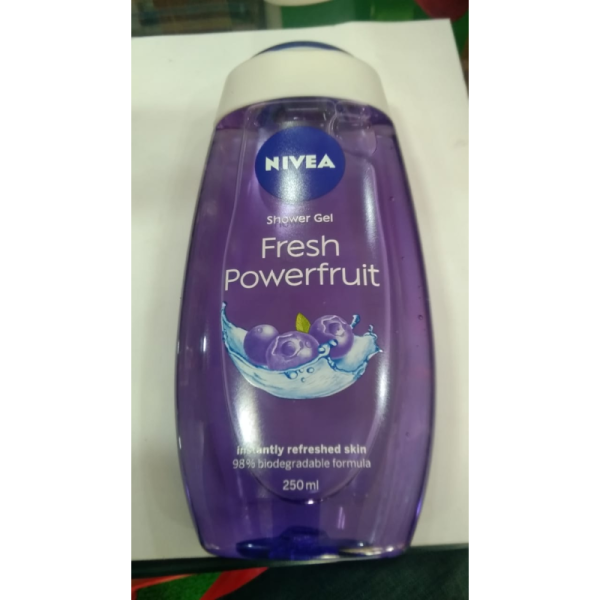 NIVEA
Shower Gel
Fresh
Powerfruit
instantly refreshed skin
98% biodegradable formula
250 ml